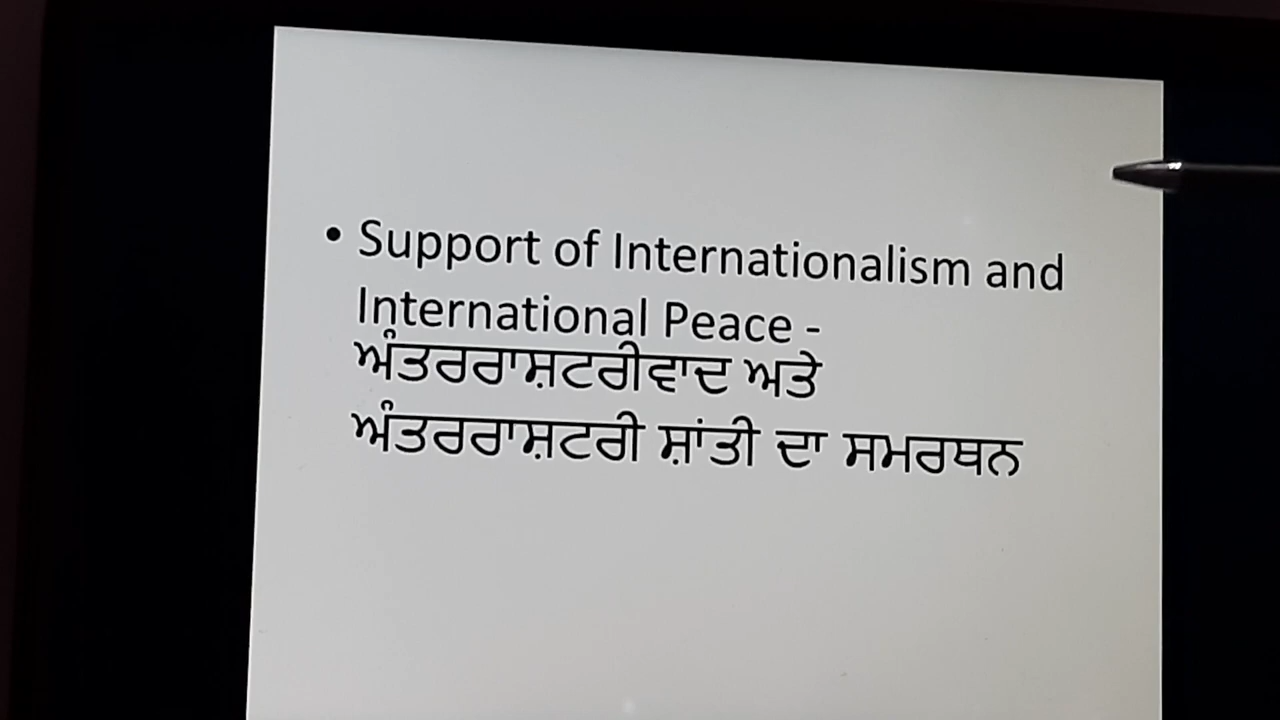 • Support of Internationalism and
International Peace -
ਅੰਤਰਰਾਸ਼ਟਰੀਵਾਦ ਅਤੇ
ਅੰਤਰਰਾਸ਼ਟਰੀ ਸ਼ਾਂਤੀ ਦਾ ਸਮਰਥਨ